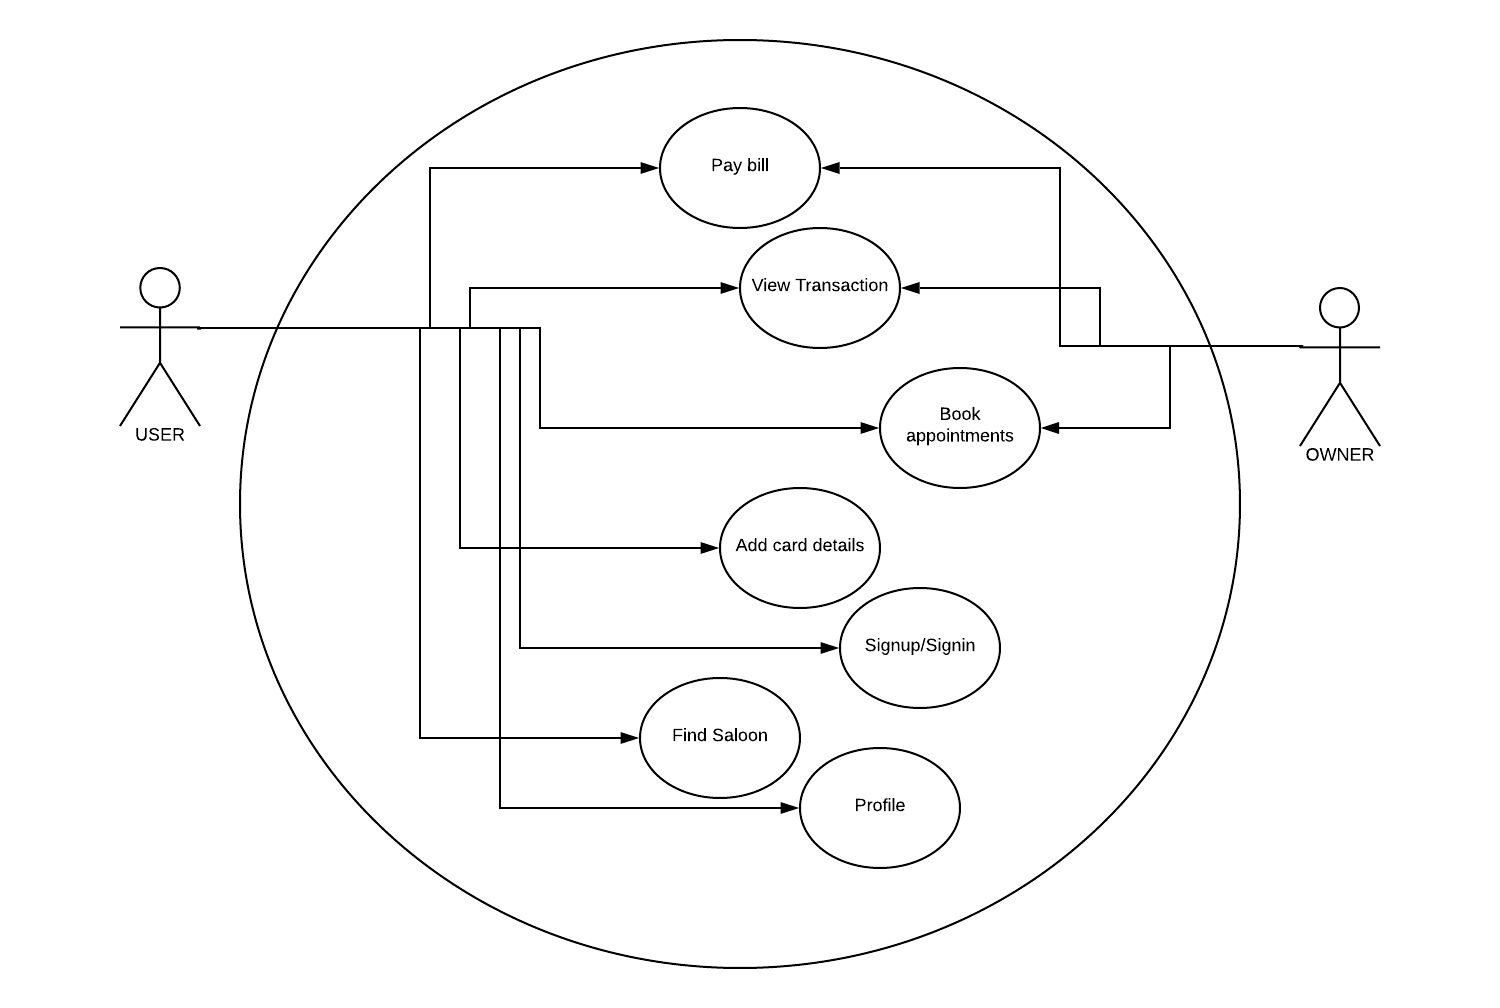 Pay bill
View Transaction
USER
Book
appointments
OWNER
Add card details
Signup/Signin
Find Saloon
Profile